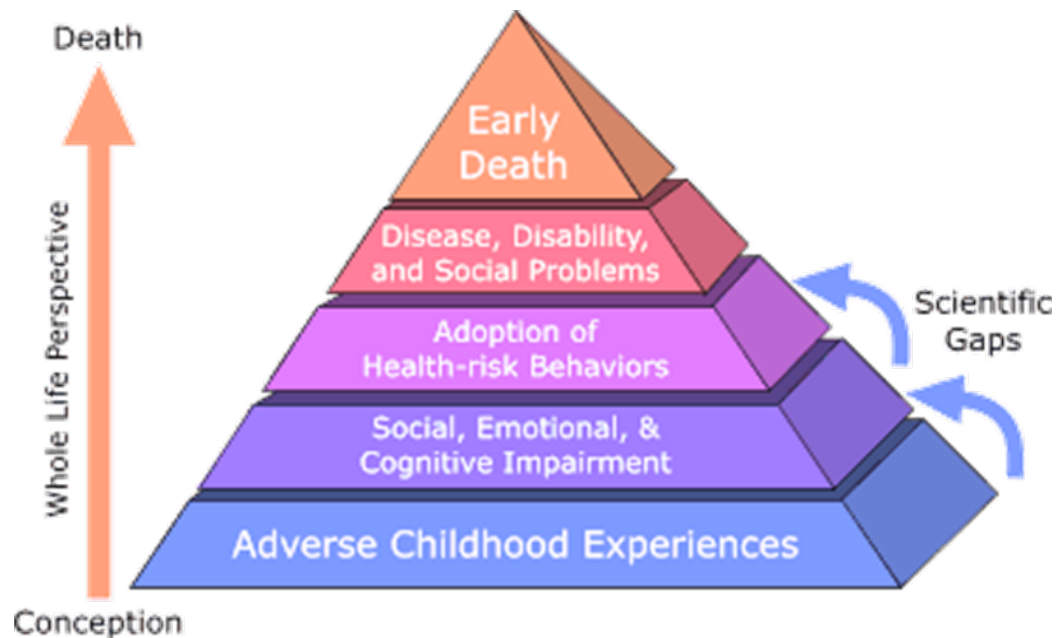 Death
Whole Life Perspective
Conception
Early
Death
Disease, Disability,
and Social Problems
Adoption of
Health-risk Behaviors
Social, Emotional, &
Cognitive Impairment
Adverse Childhood Experiences
Scientific
Gaps